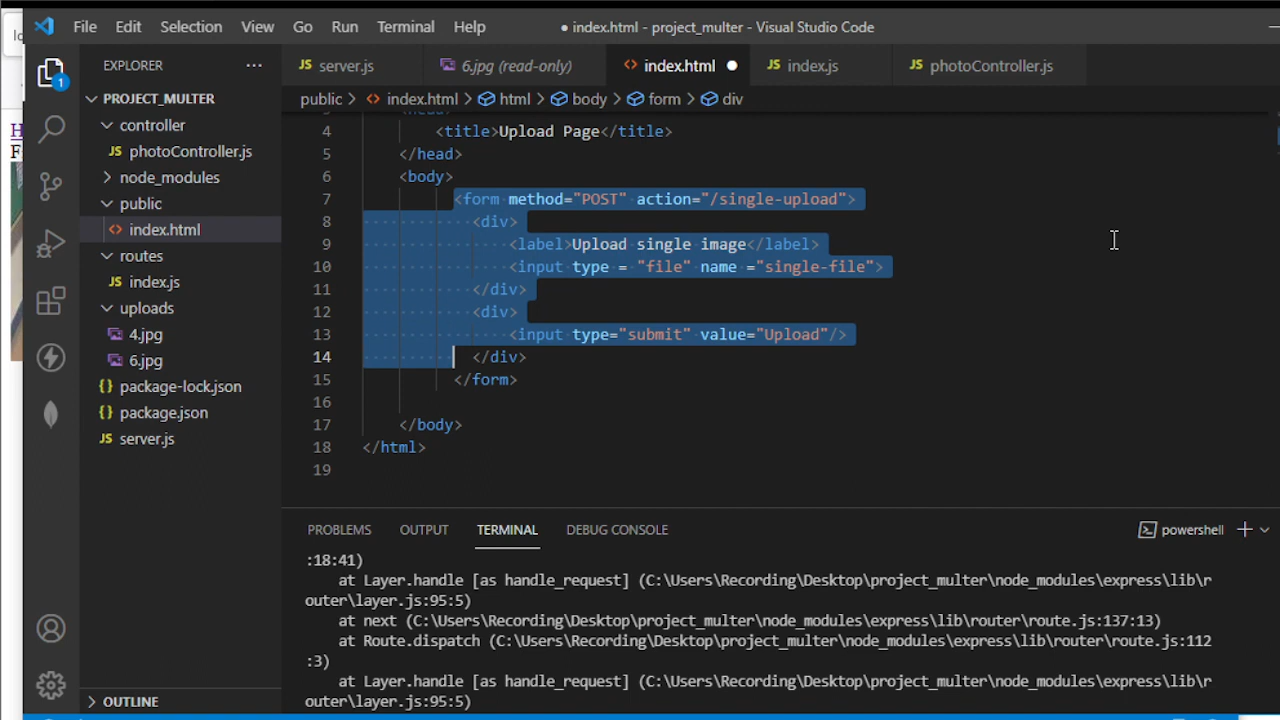 File Edit Selection View Go Run Terminal Help ● index.html - project_multer - Visual Studio Code
EXPLORER ···
JS server.js 6.jpg (read-only) <> index.html ● JS index.js JS photoController.js
public > <> index.html > html > body > form > div
PROJECT_MULTER
controller
JS photoController.js
node_modules
public
<> index.html
routes
JS index.js
uploads
4.jpg
6.jpg
{} package-lock.json
{} package.json
JS server.js
OUTLINE
1
3 <head>
4 <title>Upload Page</title>
5 </head>
6 <body>
7 <form method="POST" action="/single-upload">
8 <div>
9 <label>Upload single image</label>
10 <input type = "file" name ="single-file">
11 </div>
12 <div>
13 <input type="submit" value="Upload"/>
14 </div>
15 </form>
16
17 </body>
18 </html>
19
PROBLEMS OUTPUT TERMINAL DEBUG CONSOLE powershell
:18:41)
at Layer.handle [as handle_request] (C:\Users\Recording\Desktop\project_multer\node_modules\express\lib\r
outer\layer.js:95:5)
at next (C:\Users\Recording\Desktop\project_multer\node_modules\express\lib\router\route.js:137:13)
at Route.dispatch (C:\Users\Recording\Desktop\project_multer\node_modules\express\lib\router\route.js:112
:3)
at Layer.handle [as handle_request] (C:\Users\Recording\Desktop\project_multer\node_modules\express\lib\r
outer\layer.js:95:5)